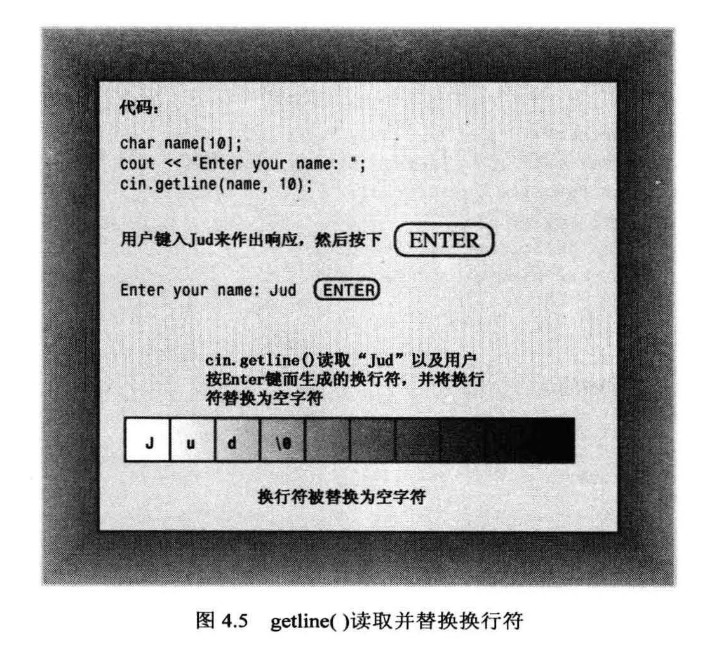 代码：
char name[10];
cout << "Enter your name: ";
cin.getline(name, 10);
用户键入Jud来作出响应，然后按下 ENTER
Enter your name: Jud ENTER
cin.getline()读取“Jud”以及用户
按Enter键而生成的换行符，并将换行
符替换为空字符
J u d \0
换行符被替换为空字符
图 4.5 getline( )读取并替换换行符